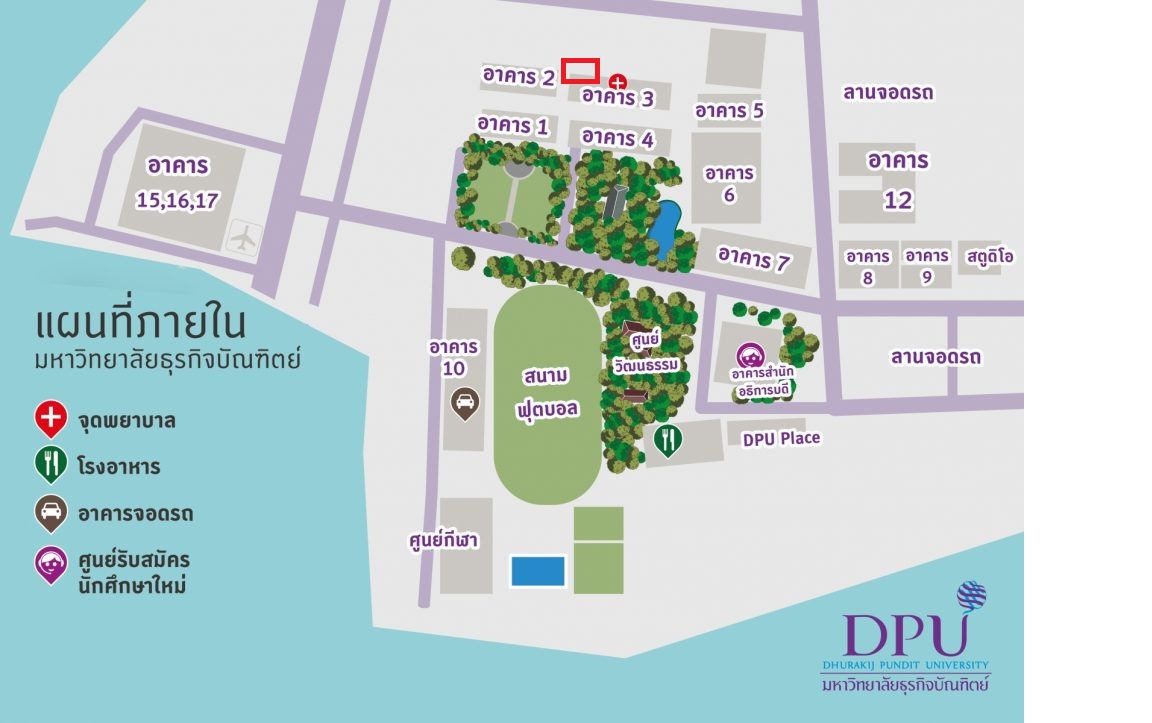 อาคาร 2
อาคาร 3
อาคาร 5
ลานจอดรถ
อาคาร 1
อาคาร 4
อาคาร
15,16,17
อาคาร
6
อาคาร
12
อาคาร 7
อาคาร
8
อาคาร
9
สตูดิโอ
แผนที่ภายใน
มหาวิทยาลัยธุรกิจบัณฑิตย์
อาคาร
10
สนาม
ฟุตบอล
ศูนย์
วัฒนธรรม
อาคารสำนัก
อธิการบดี
ลานจอดรถ
DPU Place
จุดพยาบาล
โรงอาหาร
อาคารจอดรถ
ศูนย์รับสมัคร
นักศึกษาใหม่
ศูนย์กีฬา
DPU
DHURAKIJ PUNDIT UNIVERSITY
มหาวิทยาลัยธุรกิจบัณฑิตย์